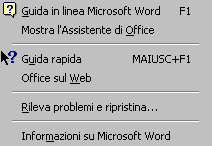 Guida in linea Microsoft Word F1
Mostra l'Assistente di Office
Guida rapida MAIUSC+F1
Office sul Web
Rileva problemi e ripristina...
Informazioni su Microsoft Word